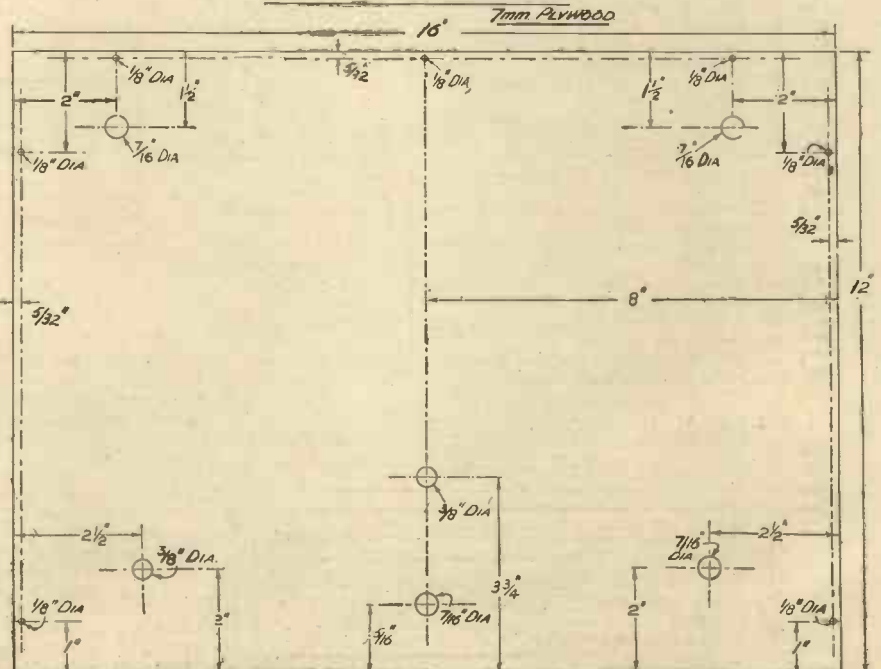 7mm. PLYWOOD
16"
1/8" DIA
5/32"
1/8" DIA,
1/8" DIA
2"
1 1/2"
1 1/2"
2"
7/16" DIA
7/16" DIA
1/8" DIA
1/8" DIA
5/32"
8"
12"
5/32"
3/8" DIA
2 1/2"
3/8" DIA.
7/16" DIA
2 1/2"
3 3/4"
1/8" DIA
2"
7/16" DIA
2"
1/8" DIA
1"
1"